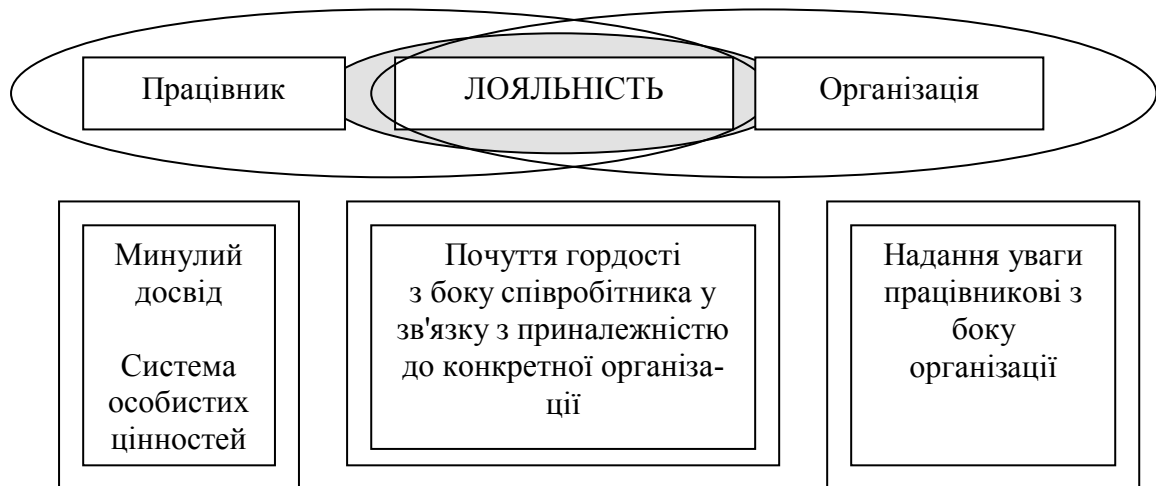 Працівник
ЛОЯЛЬНІСТЬ
Організація
Минулий
досвід
Система
особистих
цінностей
Почуття гордості
з боку співробітника у
зв'язку з приналежністю
до конкретної організа-
ції
Надання уваги
працівникові з
боку
організації